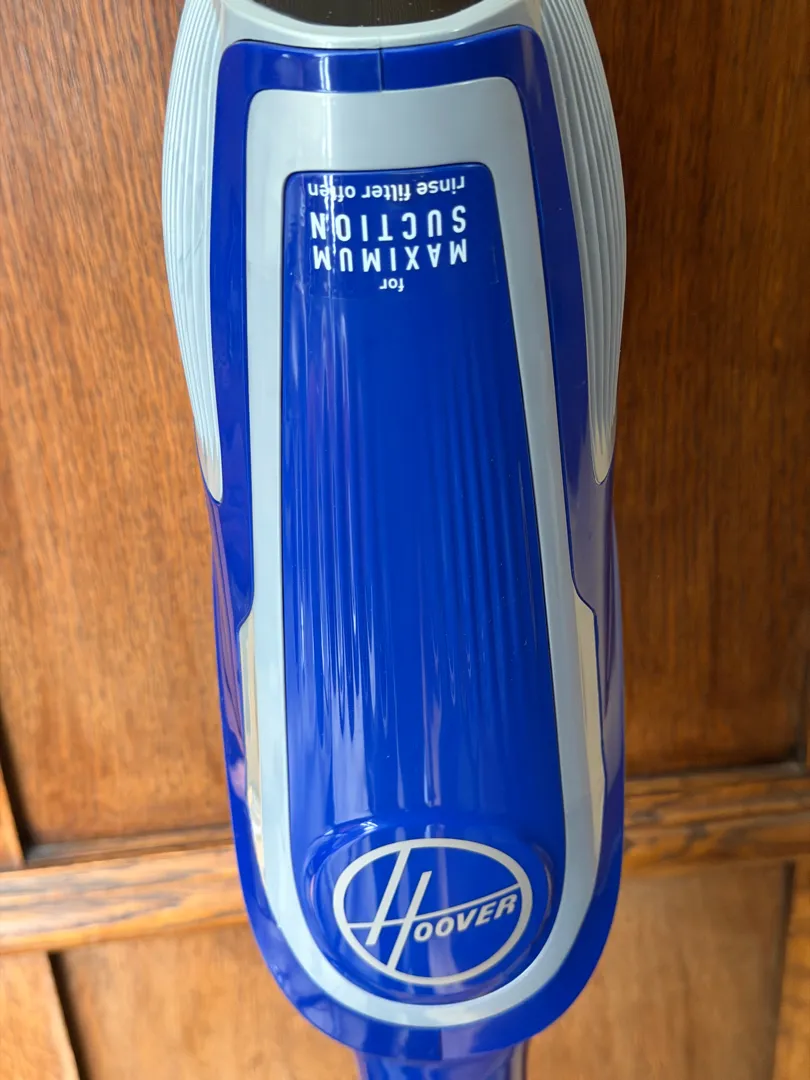 for
MAXIMUM
SUCTION
rinse filter often
HOOVER